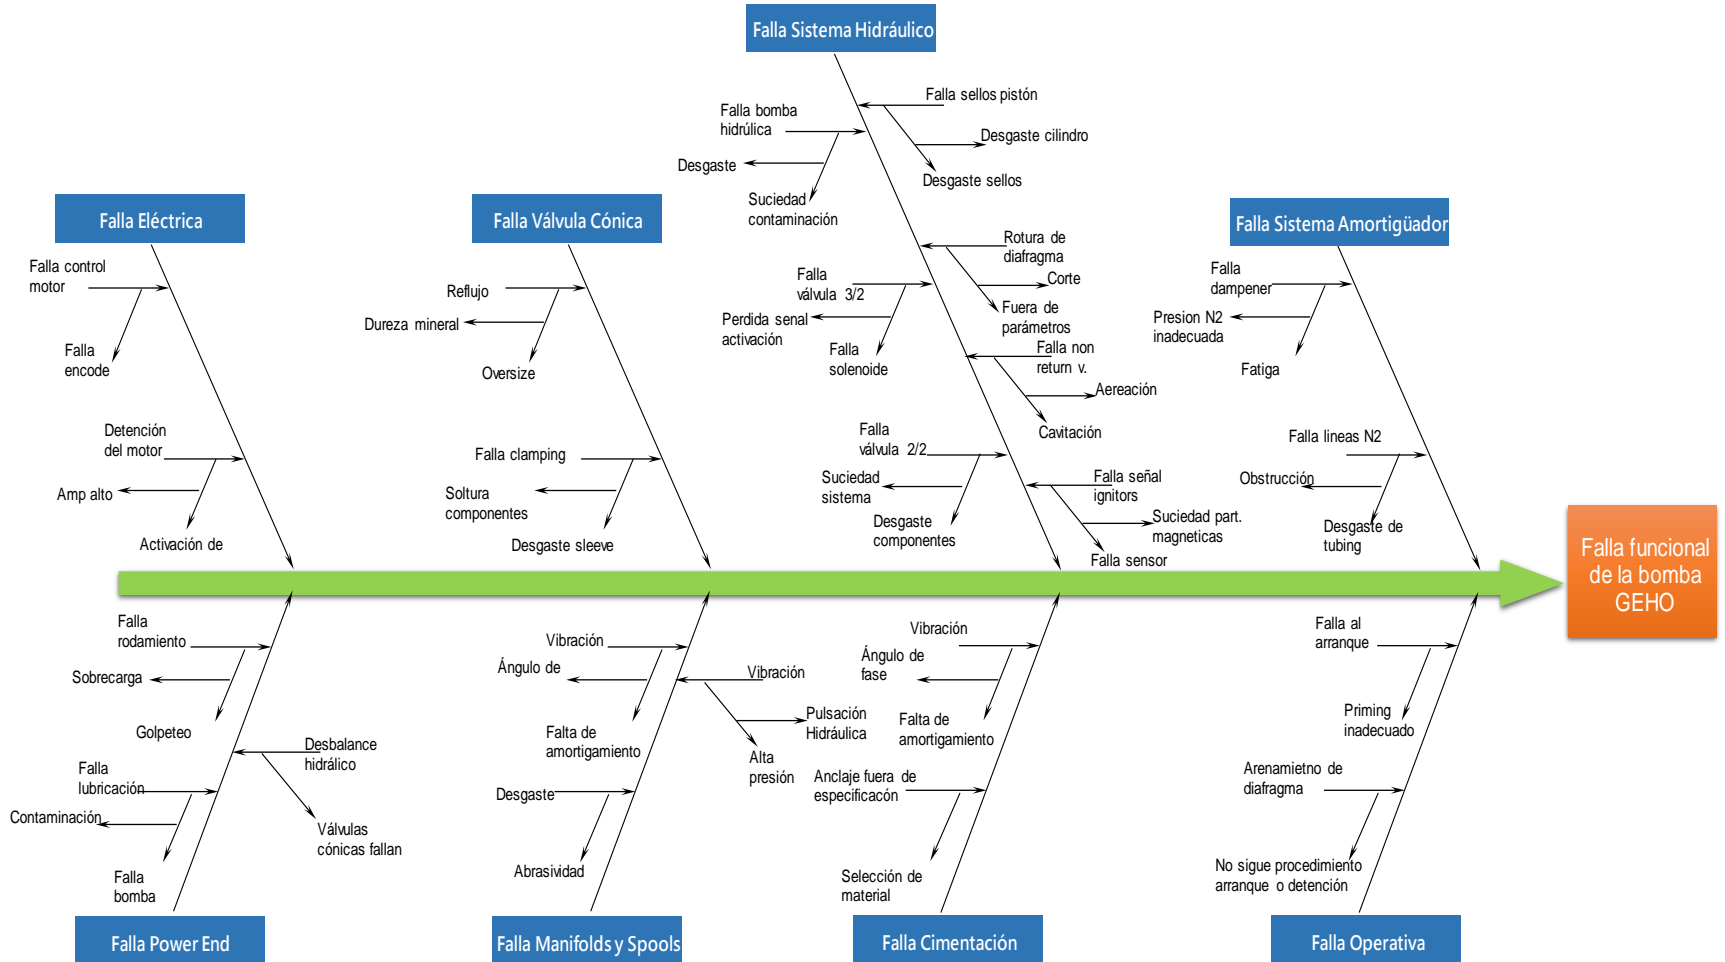 Falla Sistema Hidráulico
Falla sellos pistón
Falla bomba
hidrúlica
Desgaste cilindro
Desgaste
Desgaste sellos
Suciedad
contaminación
Falla Eléctrica
Falla Válvula Cónica
Falla Sistema Amortigüador
Rotura de
diafragma
Falla control
motor
Falla
válvula 3/2
Corte
Falla
dampener
Reflujo
Dureza mineral
Perdida senal
activación
Fuera de
parámetros
Presion N2
inadecuada
Falla
encode
Oversize
Falla
solenoide
Falla non
return v.
Fatiga
Aereación
Cavitación
Detención
del motor
Falla clamping
Falla
válvula 2/2
Falla lineas N2
Amp alto
Soltura
componentes
Suciedad
sistema
Falla señal
ignitors
Obstrucción
Activación de
Desgaste sleeve
Desgaste
componentes
Suciedad part.
magneticas
Falla sensor
Desgaste de
tubing
Falla funcional
de la bomba
GEHO
Falla
rodamiento
Vibración
Vibración
Falla al
arranque
Sobrecarga
Ángulo de
Vibración
Ángulo de
fase
Golpeteo
Falta de
amortigamiento
Pulsación
Hidráulica
Falta de
amortigamiento
Priming
inadecuado
Desbalance
hidrálico
Alta
presión
Falla
lubricación
Desgaste
Anclaje fuera de
especificacón
Arenamietno de
diafragma
Contaminación
Válvulas
cónicas fallan
Falla
bomba
Abrasividad
Selección de
material
No sigue procedimiento
arranque o detención
Falla Power End
Falla Manifolds y Spools
Falla Cimentación
Falla Operativa